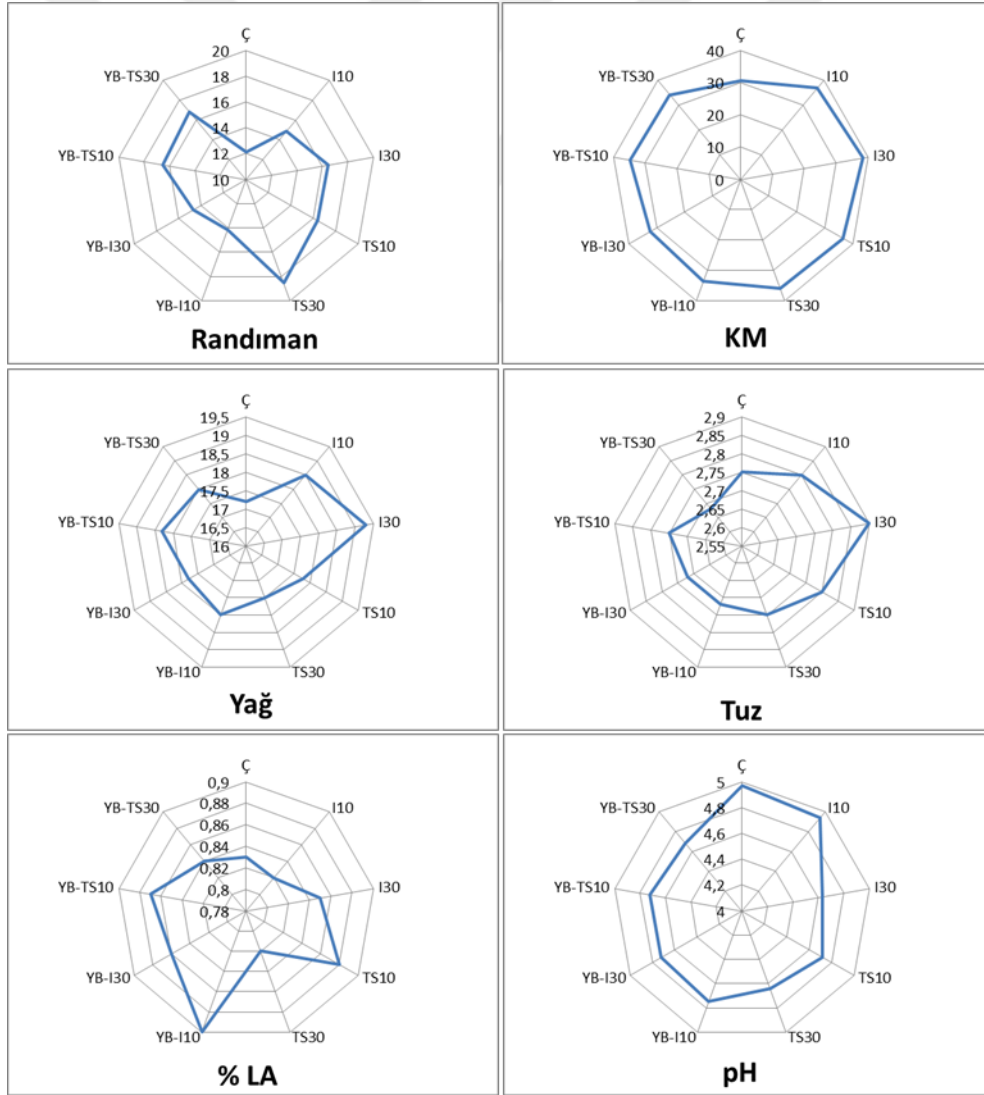 Ç
20
18
16
14
12
10
I10
I30
TS10
TS30
YB-I10
YB-I30
YB-TS10
YB-TS30
Randıman
Ç
40
30
20
10
0
I10
I30
TS10
TS30
YB-I10
YB-I30
YB-TS10
YB-TS30
KM
Ç
19,5
19
18,5
18
17,5
17
16,5
16
I10
I30
TS10
TS30
YB-I10
YB-I30
YB-TS10
YB-TS30
Yağ
Ç
2,9
2,85
2,8
2,75
2,7
2,65
2,6
2,55
I10
I30
TS10
TS30
YB-I10
YB-I30
YB-TS10
YB-TS30
Tuz
Ç
0,9
0,88
0,86
0,84
0,82
0,8
0,78
I10
I30
TS10
TS30
YB-I10
YB-I30
YB-TS10
YB-TS30
% LA
Ç
5
4,8
4,6
4,4
4,2
4
I10
I30
TS10
TS30
YB-I10
YB-I30
YB-TS10
YB-TS30
pH